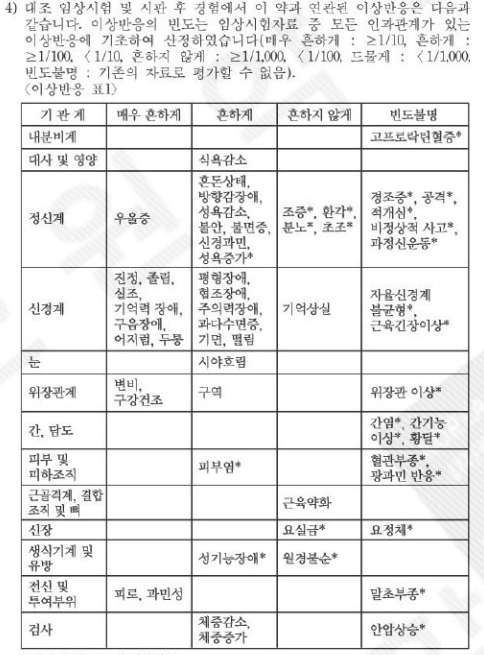 4) 대조 임상시험 및 시판 후 경험에서 이 약과 연관된 이상반응은 다음과
같습니다. 이상반응의 빈도는 임상시험자료 중 모든 인과관계가 있는
이상반응에 기초하여 산정하였습니다(매우 흔하게 : ≥1/10, 흔하게 :
≥1/100, <1/10, 흔하지 않게 : ≥1/1,000, <1/100, 드물게 : <1/1,000,
빈도불명 : 기존의 자료로 평가할 수 없음).
<이상반응 표1>
기 관 계 매우 흔하게 흔하게 흔하지 않게 빈도불명
내분비계 고프로락틴혈증*
대사 및 영양 식욕감소
정신계
우울증
혼돈상태,
방향감장애,
성욕감소,
불안, 불면증,
신경과민,
성욕증가*
조증*, 환각*,
분노*, 초조*
경조증*, 공격*,
적개심*,
비정상적 사고*,
과정신운동*
신경계
진정, 졸림,
실조,
기억력 장애,
구음장애,
어지럼, 두통
평형장애,
협조장애,
주의력장애,
과다수면증,
기면, 떨림
기억상실
자율신경계
불균형*,
근육긴장이상*
눈 시야흐림
위장관계
변비,
구강건조
구역
위장관 이상*
간, 담도
간염*, 간기능
이상*, 황달*
피부 및
피하조직
피부염*
혈관부종*,
광과민 반응*
근골격계, 결합
조직 및 뼈
근육약화
신장 요실금* 요정체*
생식기계 및
유방
성기능장애*
월경불순*
전신 및
투여부위
피로, 과민성
말초부종*
검사
체중감소,
체중증가
안압상승*